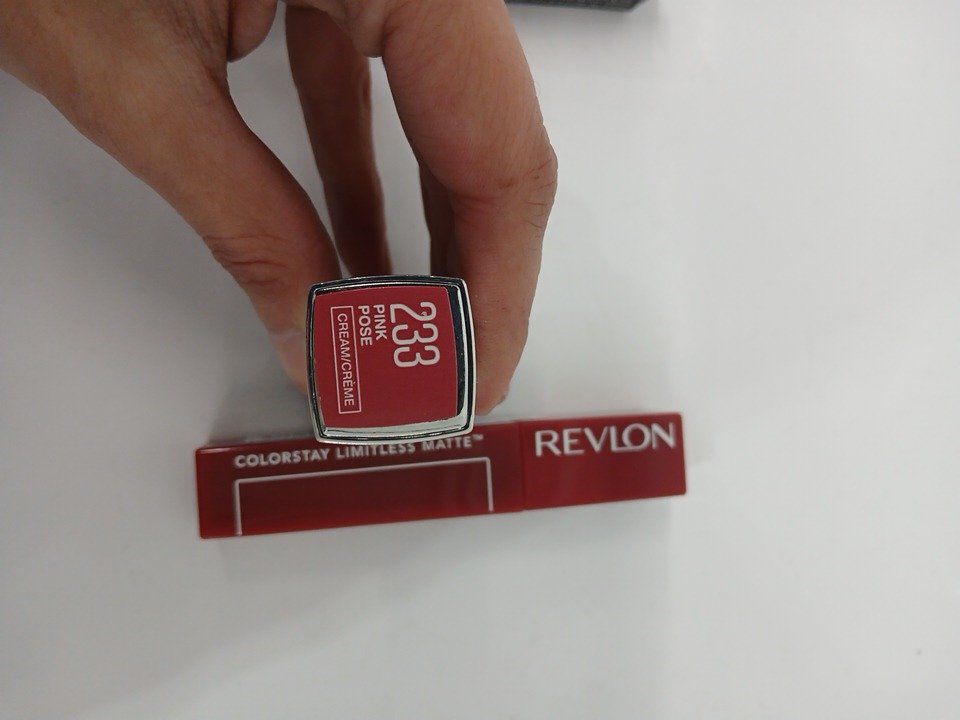 233
PINK
POSE
CREAM/CRÈME
COLORSTAY LIMITLESS MATTE™
REVLON